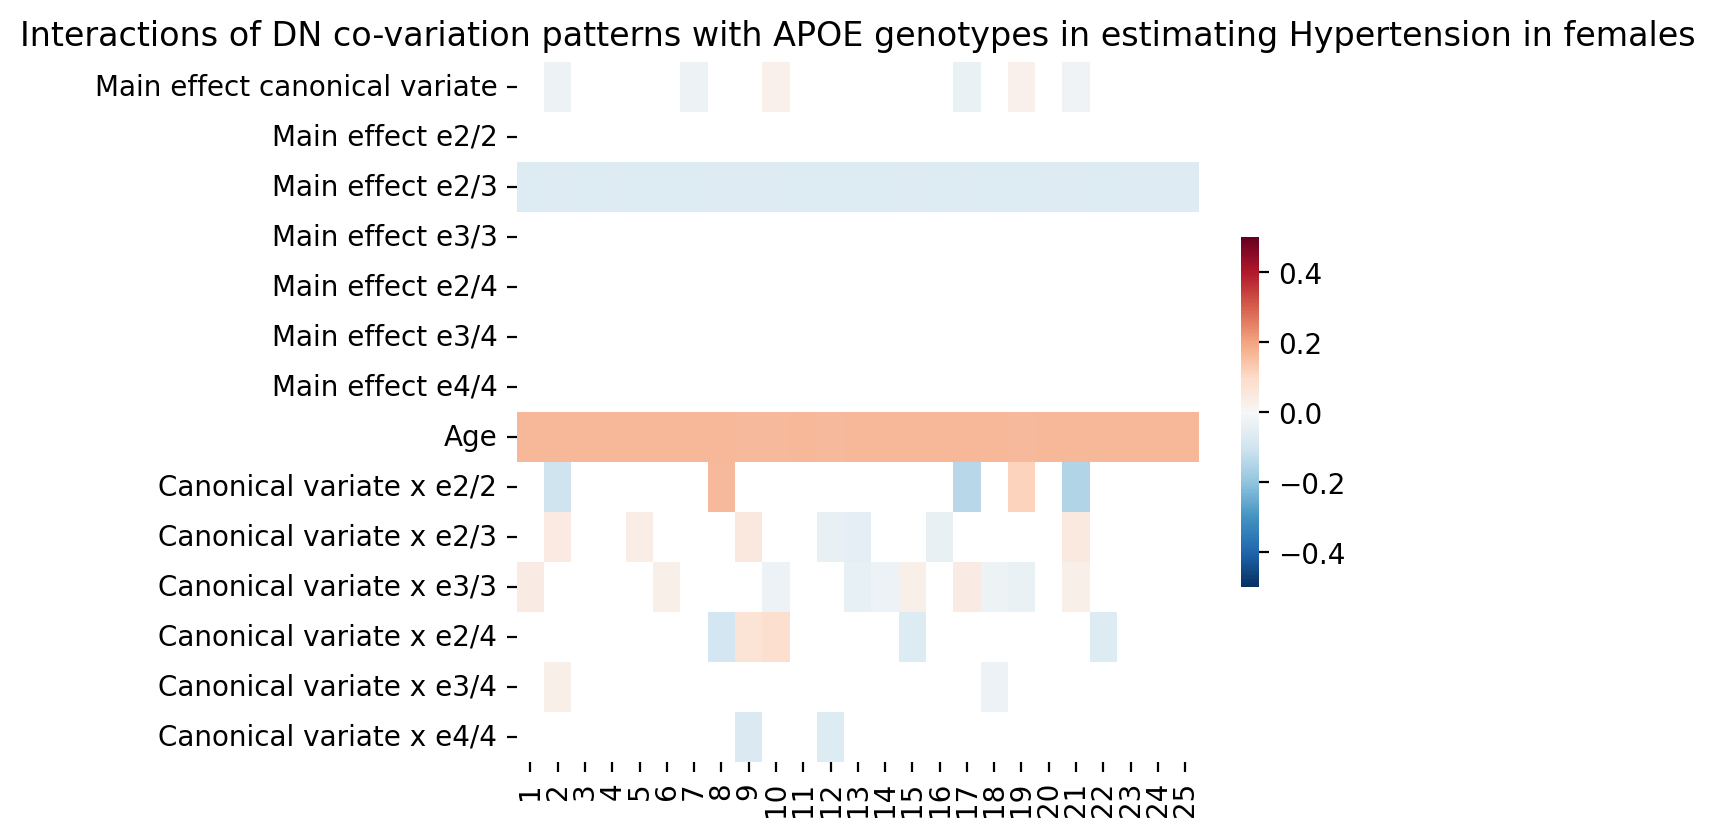 Interactions of DN co-variation patterns with APOE genotypes in estimating Hypertension in females
Main effect canonical variate
Main effect e2/2
Main effect e2/3
Main effect e3/3
Main effect e2/4
Main effect e3/4
Main effect e4/4
Age
Canonical variate x e2/2
Canonical variate x e2/3
Canonical variate x e3/3
Canonical variate x e2/4
Canonical variate x e3/4
Canonical variate x e4/4
0.4
0.2
0.0
−0.2
−0.4
1
2
3
4
5
6
7
8
9
10
11
12
13
14
15
16
17
18
19
20
21
22
23
24
25